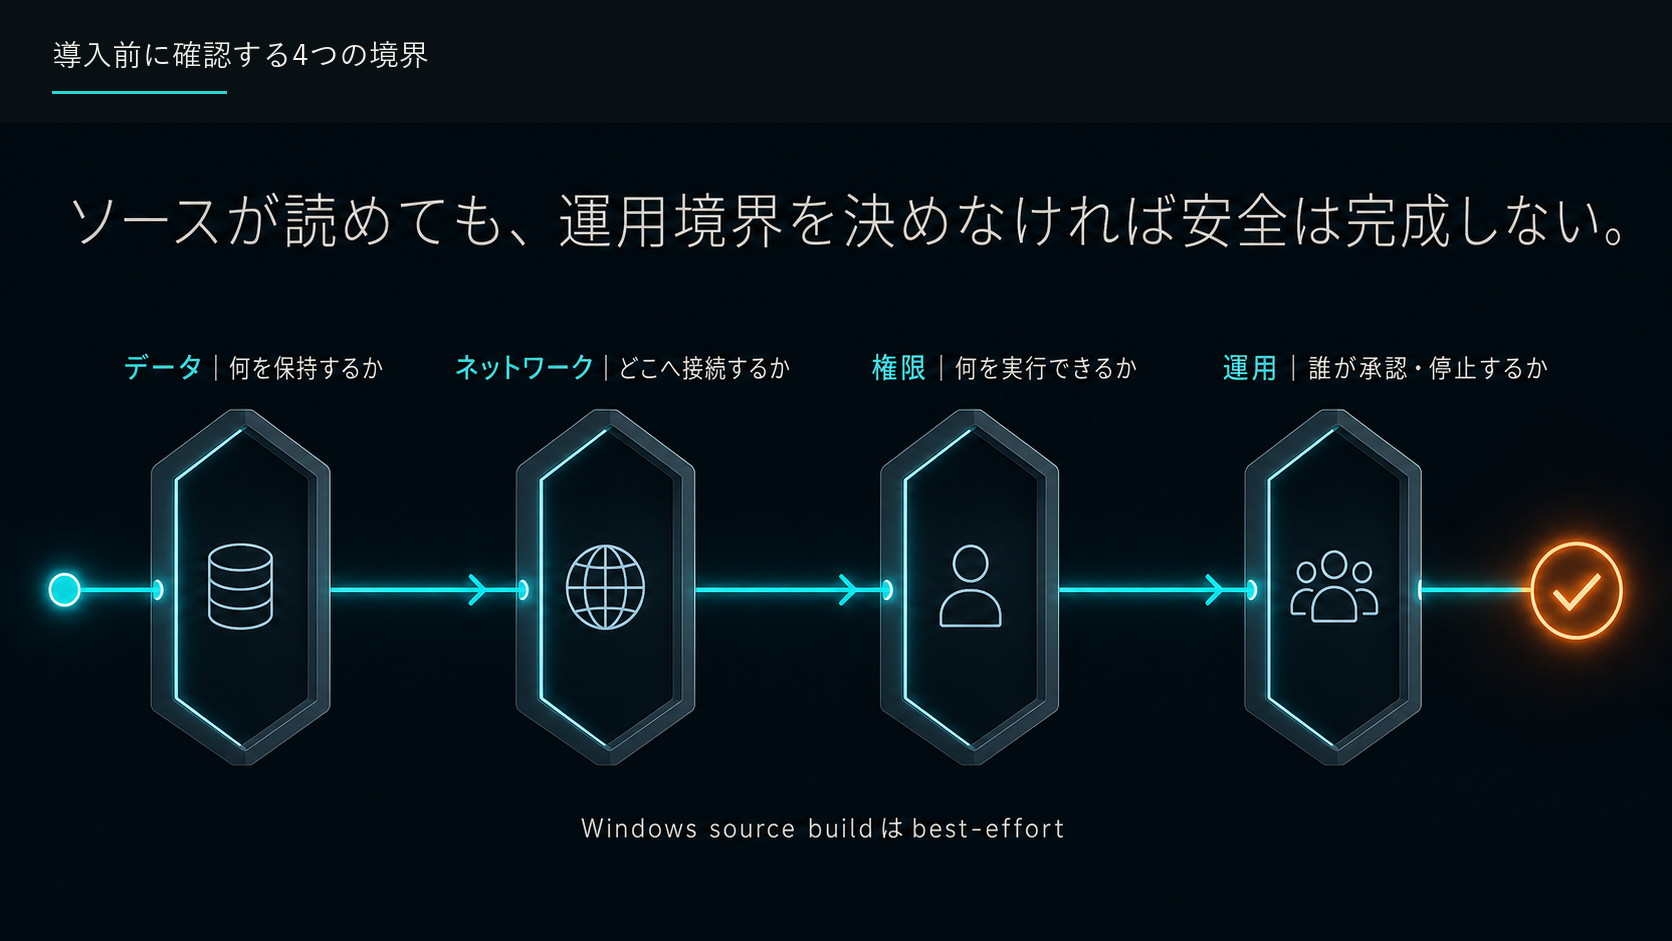 導入前に確認する4つの境界
ソースが読めても、運用境界を決めなければ安全は完成しない。
データ｜何を保持するか
ネットワーク｜どこへ接続するか
権限｜何を実行できるか
運用｜誰が承認・停止するか
Windows source build は best-effort